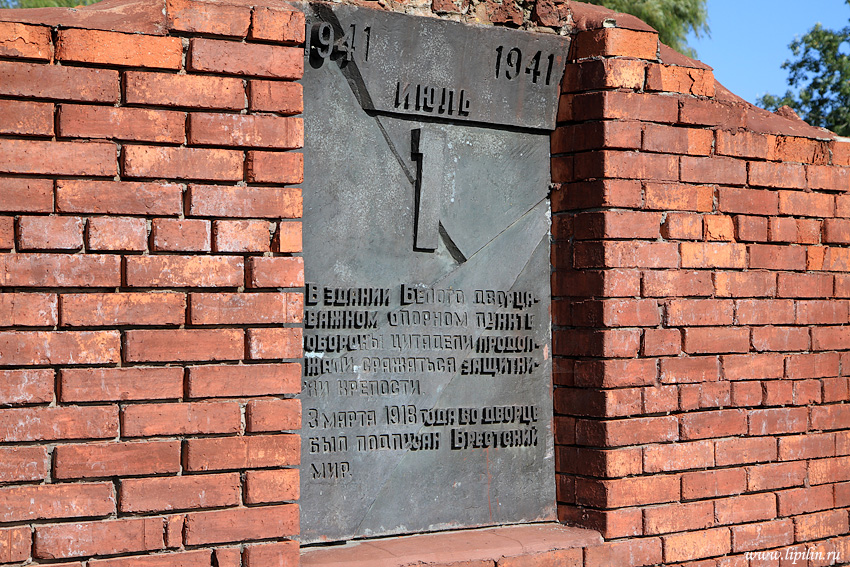 1941 1941
ИЮЛЬ
1
В ЗДАНИИ БЕЛОГО ДВОРЦА-
ВАЖНОМ ОПОРНОМ ПУНКТЕ
ОБОРОНЫ ЦИТАДЕЛИ ПРОДОЛ-
ЖАЛИ СРАЖАТЬСЯ ЗАЩИТНИ-
КИ КРЕПОСТИ.
3 МАРТА 1918 ГОДА ВО ДВОРЦЕ
БЫЛ ПОДПИСАН БРЕСТСКИЙ
МИР.
www.lipilin.ru